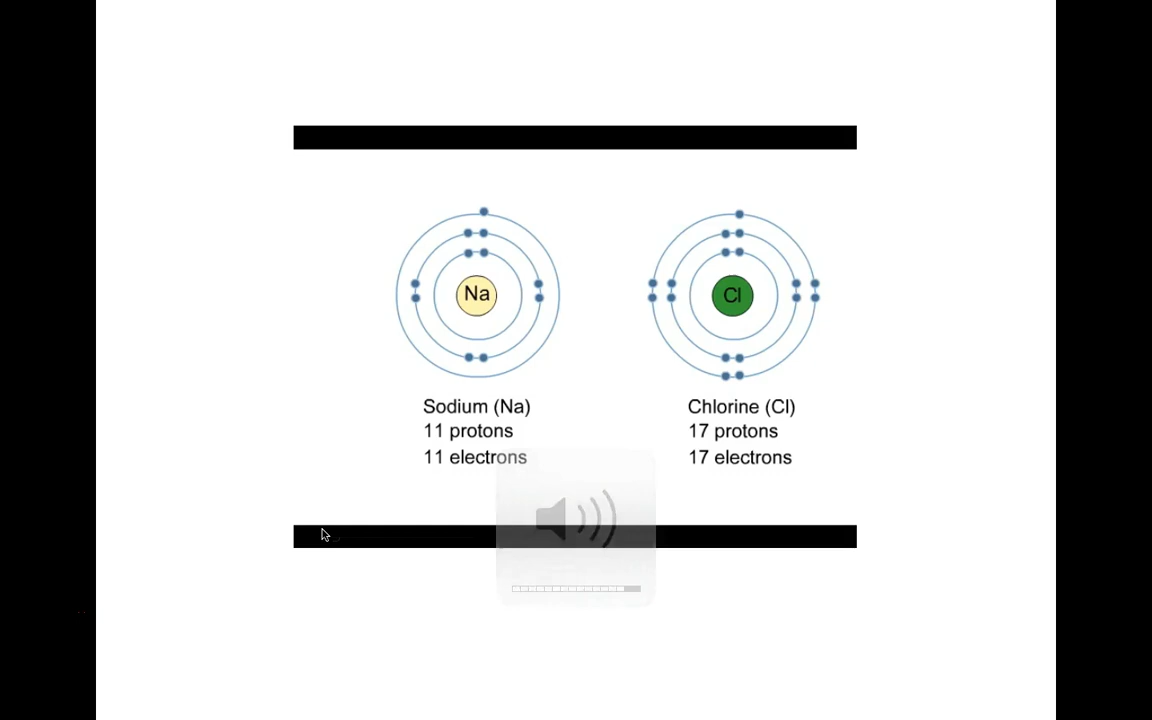 Na
Cl
Sodium (Na)
11 protons
11 electrons
Chlorine (Cl)
17 protons
17 electrons